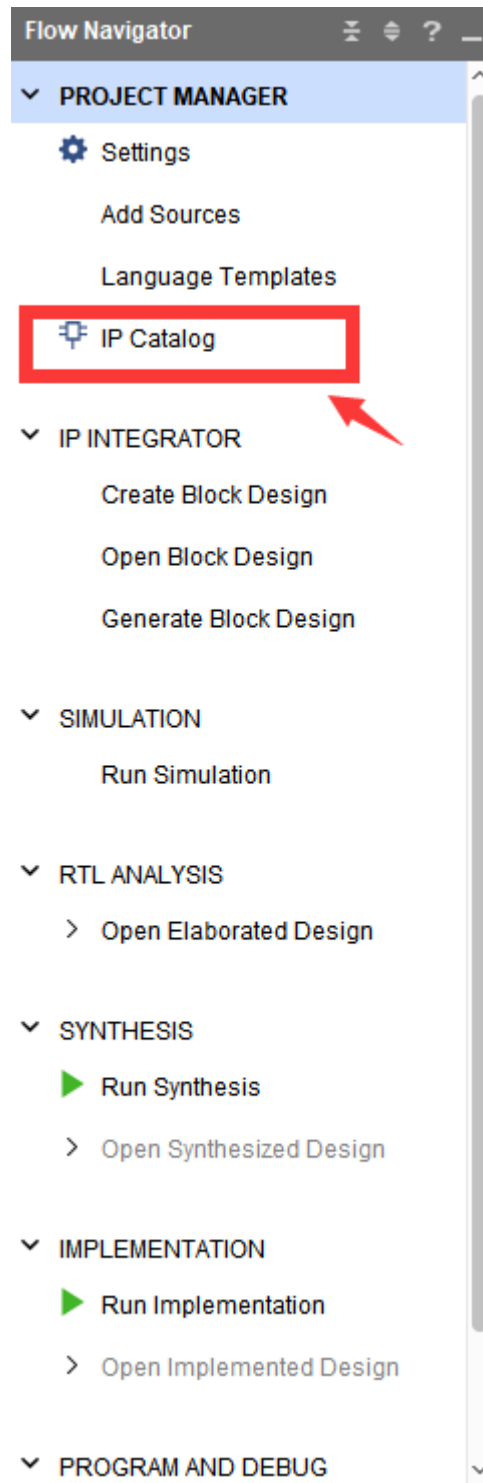 Flow Navigator ?
PROJECT MANAGER
Settings
Add Sources
Language Templates
IP Catalog
IP INTEGRATOR
Create Block Design
Open Block Design
Generate Block Design
SIMULATION
Run Simulation
RTL ANALYSIS
Open Elaborated Design
SYNTHESIS
Run Synthesis
Open Synthesized Design
IMPLEMENTATION
Run Implementation
Open Implemented Design
PROGRAM AND DEBUG